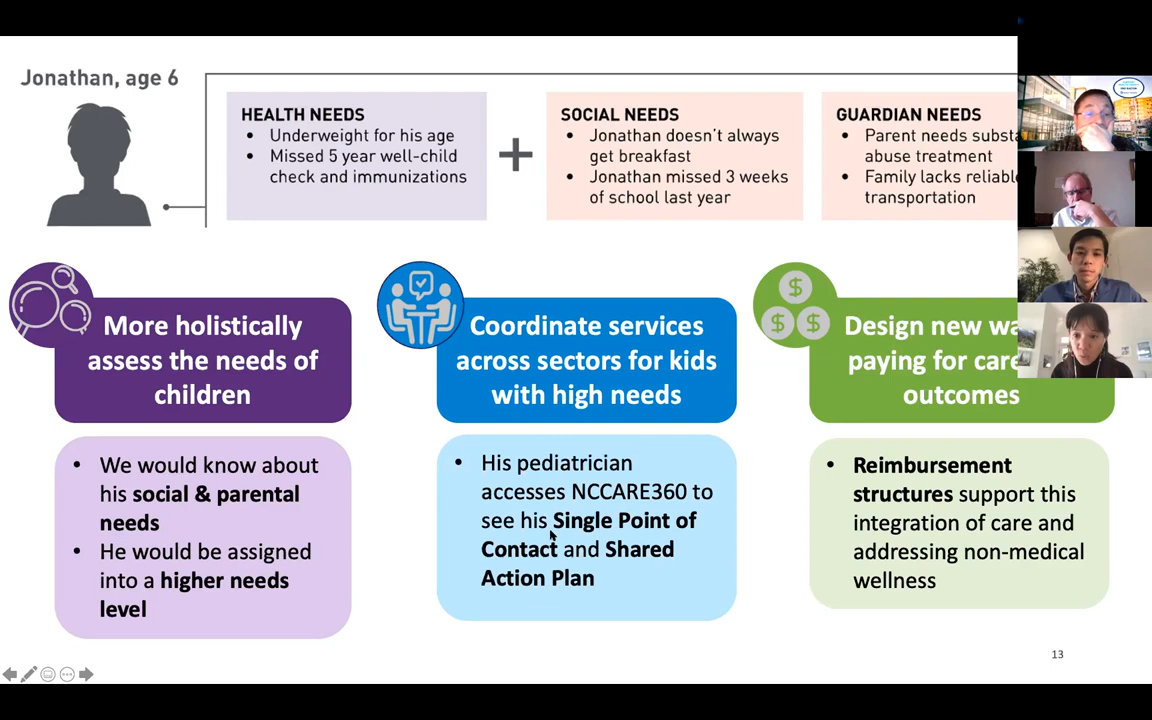 Jonathan, age 6
HEALTH NEEDS
• Underweight for his age
• Missed 5 year well-child
check and immunizations
+
SOCIAL NEEDS
• Jonathan doesn't always
get breakfast
• Jonathan missed 3 weeks
of school last year
GUARDIAN NEEDS
• Parent needs substa
abuse treatment
• Family lacks reliable
transportation
More holistically
assess the needs of
children
• We would know about
his social & parental
needs
• He would be assigned
into a higher needs
level
Coordinate services
across sectors for kids
with high needs
• His pediatrician
accesses NCCARE360 to
see his Single Point of
Contact and Shared
Action Plan
$
$ $
Design new wa
paying for care
outcomes
• Reimbursement
structures support this
integration of care and
addressing non-medical
wellness
13